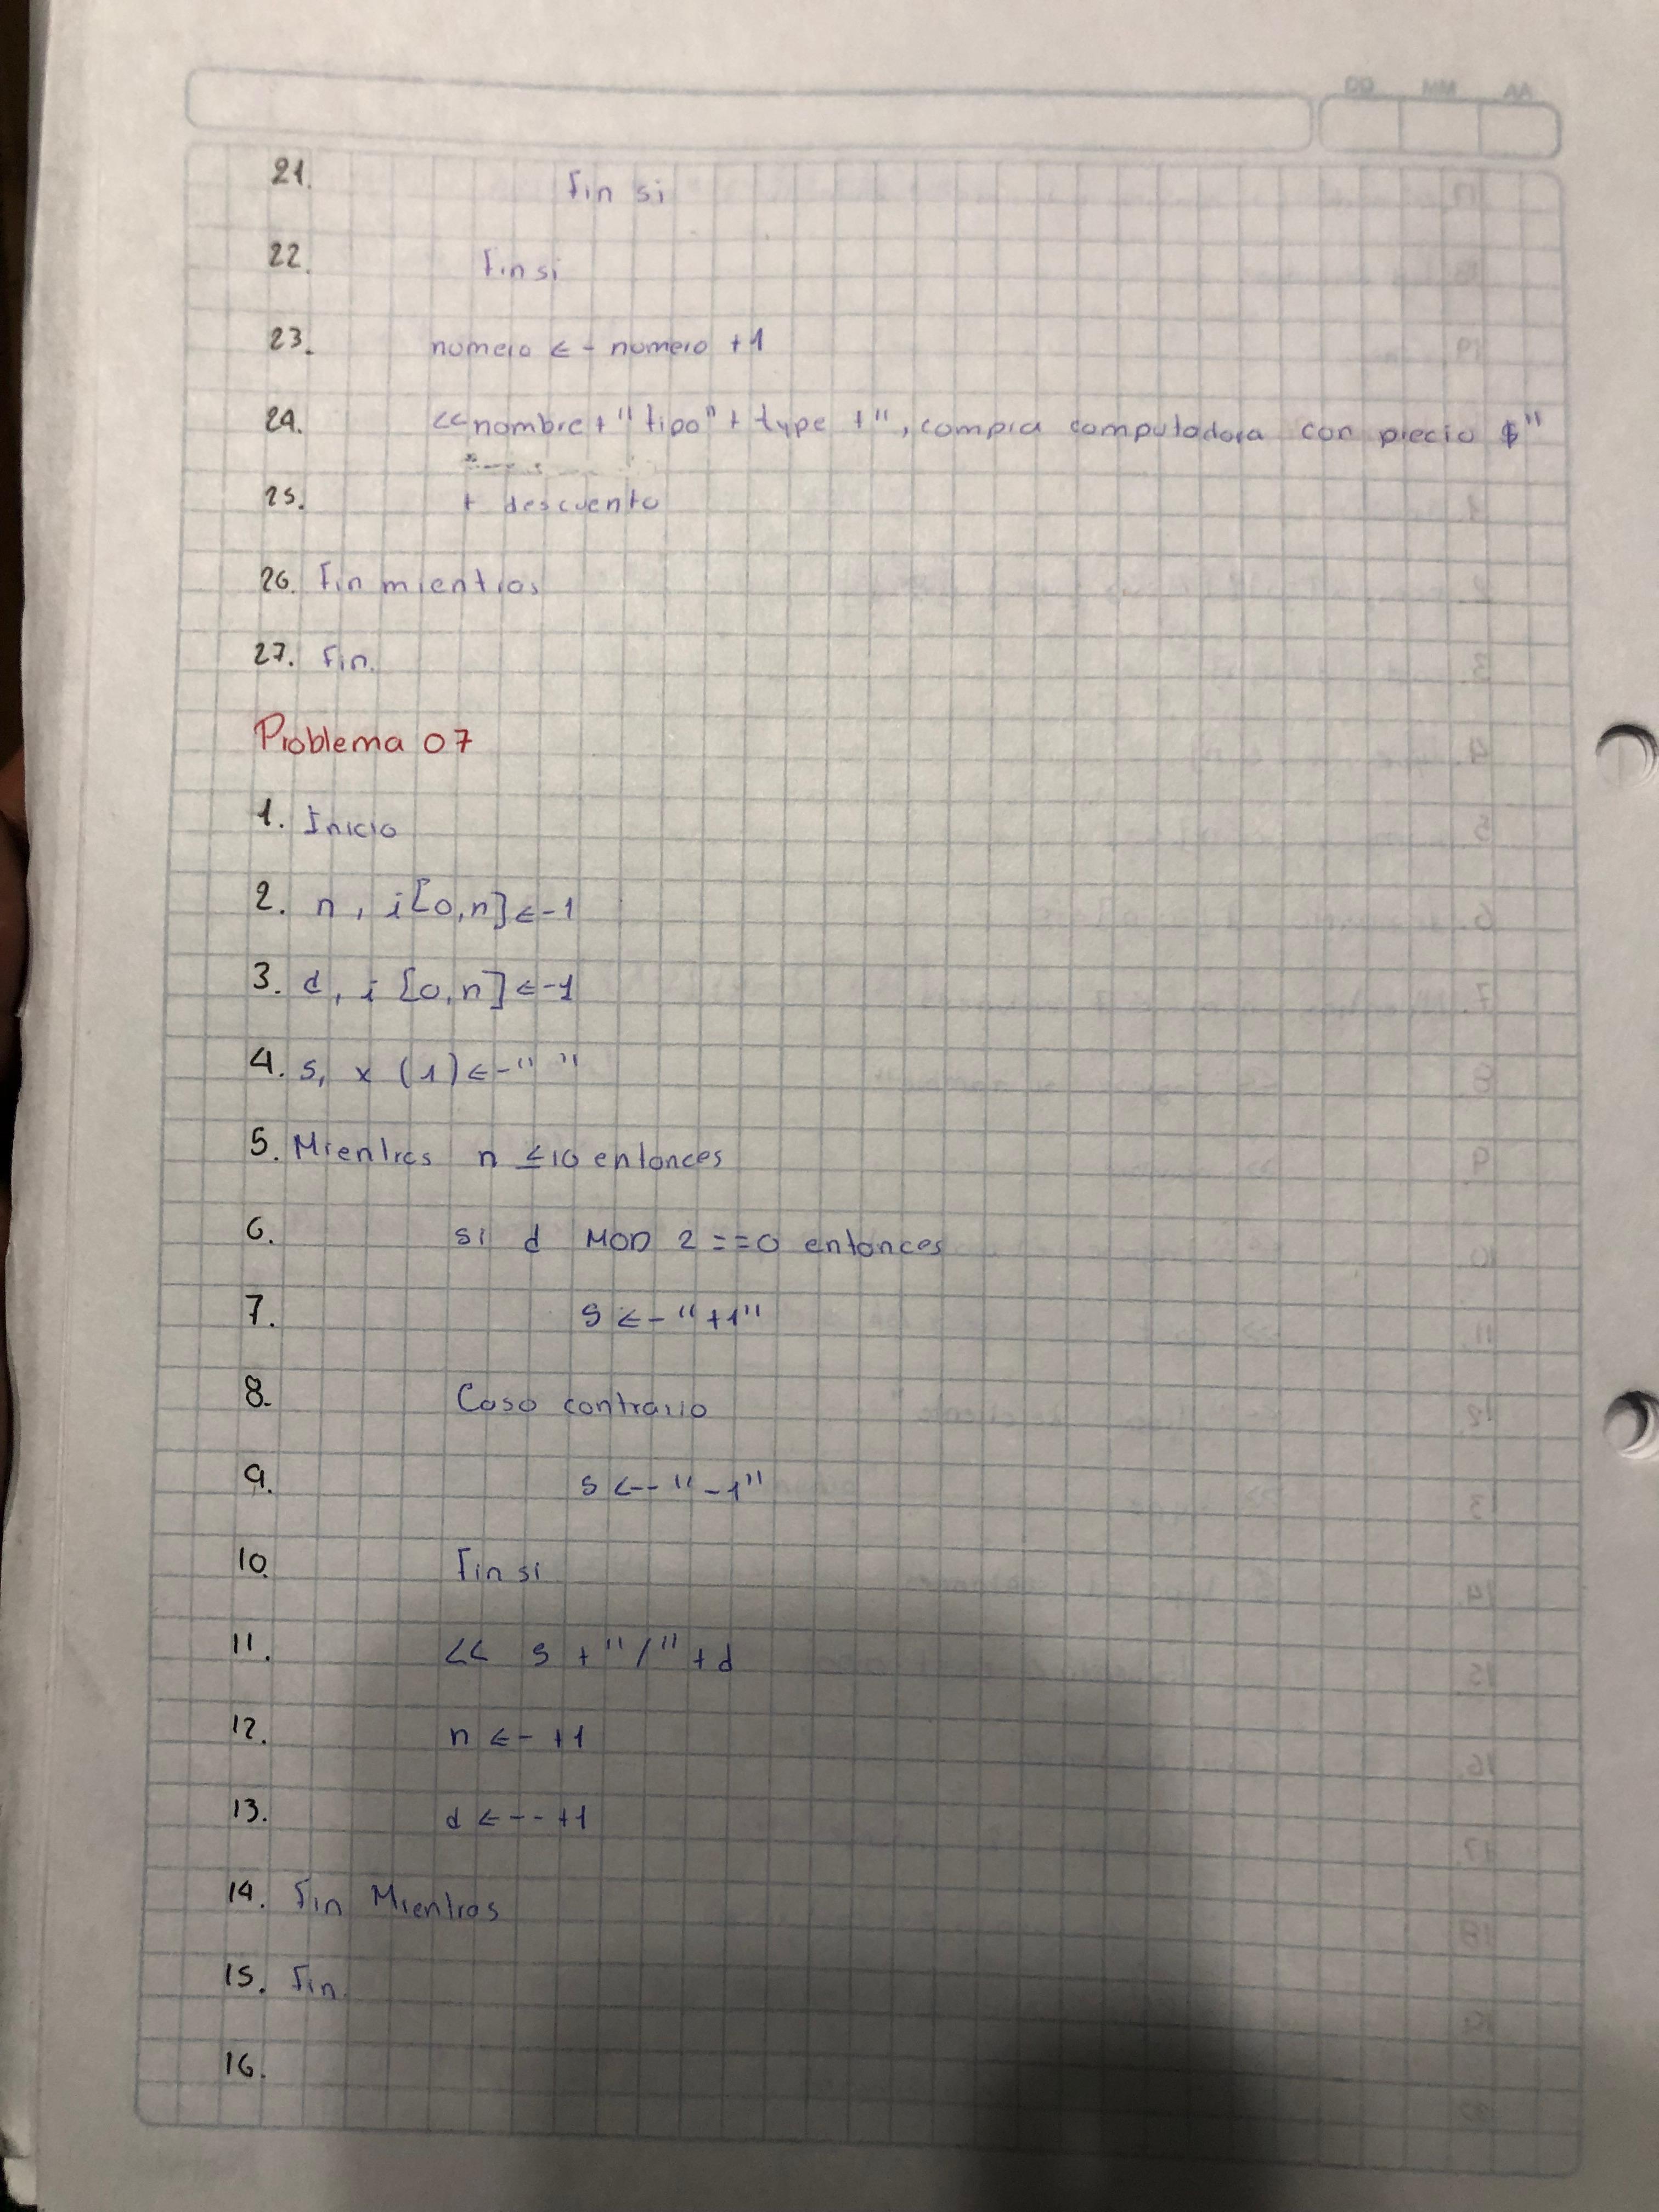 AA MM DD
21. Fin si
22. Fin si
23. numero <- numero +1
24. << nombre + "tipo" + type +", compra computadora con precio $"
25. + descuento
26. Fin mientras
27. Fin.
Problema 07
1. Inicio
2. n, i[0,n] <-1
3. d, i [0,n] <-1
4. s, x (1) <-" "
5. Mientras n ≤10 entonces
6. si d MOD 2 ==0 entonces
7. s <- "+1"
8. Caso contrario
9. s <-- "-1"
10. Fin si
11. << s +"/" + d
12. n <- +1
13. d <-- +1
14. Fin Mientras
15. Fin.
16.